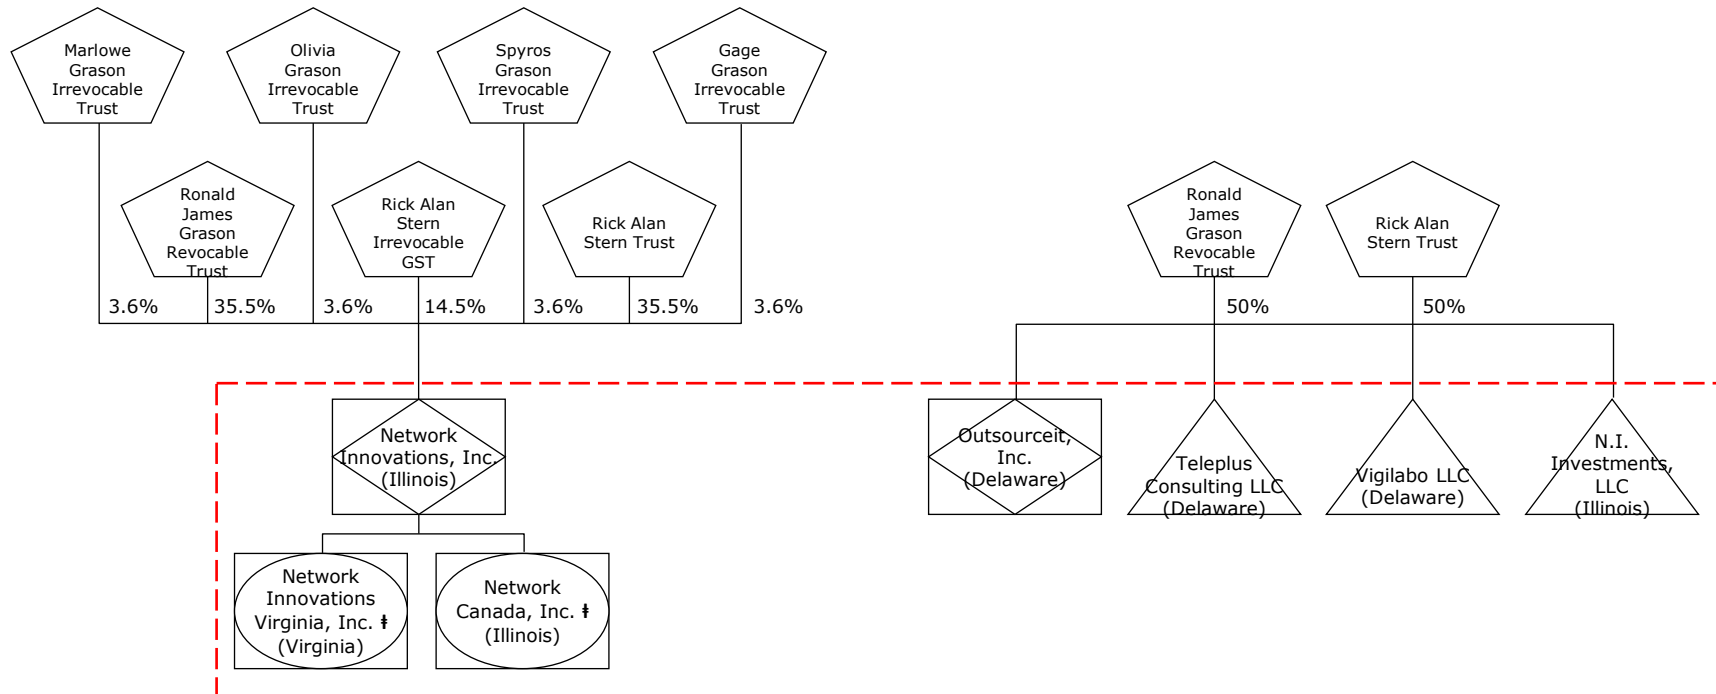 Marlowe
Grason
Irrevocable
Trust
Olivia
Grason
Irrevocable
Trust
Spyros
Grason
Irrevocable
Trust
Gage
Grason
Irrevocable
Trust
Ronald
James
Grason
Revocable
Trust
Rick Alan
Stern
Irrevocable
GST
Rick Alan
Stern Trust
Ronald
James
Grason
Revocable
Trust
Rick Alan
Stern Trust
3.6%
35.5%
3.6%
14.5%
3.6%
35.5%
3.6%
50%
50%
Network
Innovations, Inc.
(Illinois)
Outsourceit,
Inc.
(Delaware)
Teleplus
Consulting LLC
(Delaware)
Vigilabo LLC
(Delaware)
N.I.
Investments,
LLC
(Illinois)
Network
Innovations
Virginia, Inc. ǂ
(Virginia)
Network
Canada, Inc. ǂ
(Illinois)